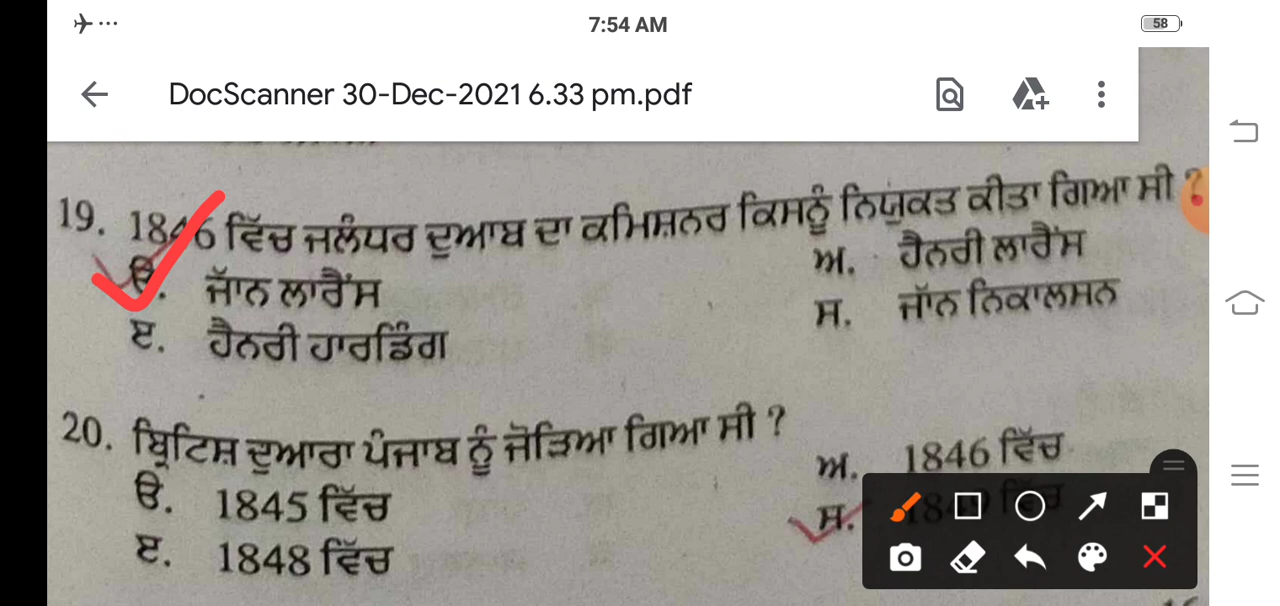 7:54 AM
58
DocScanner 30-Dec-2021 6.33 pm.pdf
19. 1846 ਵਿੱਚ ਜਲੰਧਰ ਦੁਆਬ ਦਾ ਕਮਿਸ਼ਨਰ ਕਿਸਨੂੰ ਨਿਯੁਕਤ ਕੀਤਾ ਗਿਆ ਸੀ ?
ੳ. ਜਾੱਨ ਲਾਰੈਂਸ ਅ. ਹੈਨਰੀ ਲਾਰੈਂਸ
ੲ. ਹੈਨਰੀ ਹਾਰਡਿੰਗ ਸ. ਜਾੱਨ ਨਿਕਾਲਸਨ
20. ਬ੍ਰਿਟਿਸ਼ ਦੁਆਰਾ ਪੰਜਾਬ ਨੂੰ ਜੋੜਿਆ ਗਿਆ ਸੀ ?
ੳ. 1845 ਵਿੱਚ ਅ. 1846 ਵਿੱਚ
ੲ. 1848 ਵਿੱਚ ਸ. 1849 ਵਿੱਚ